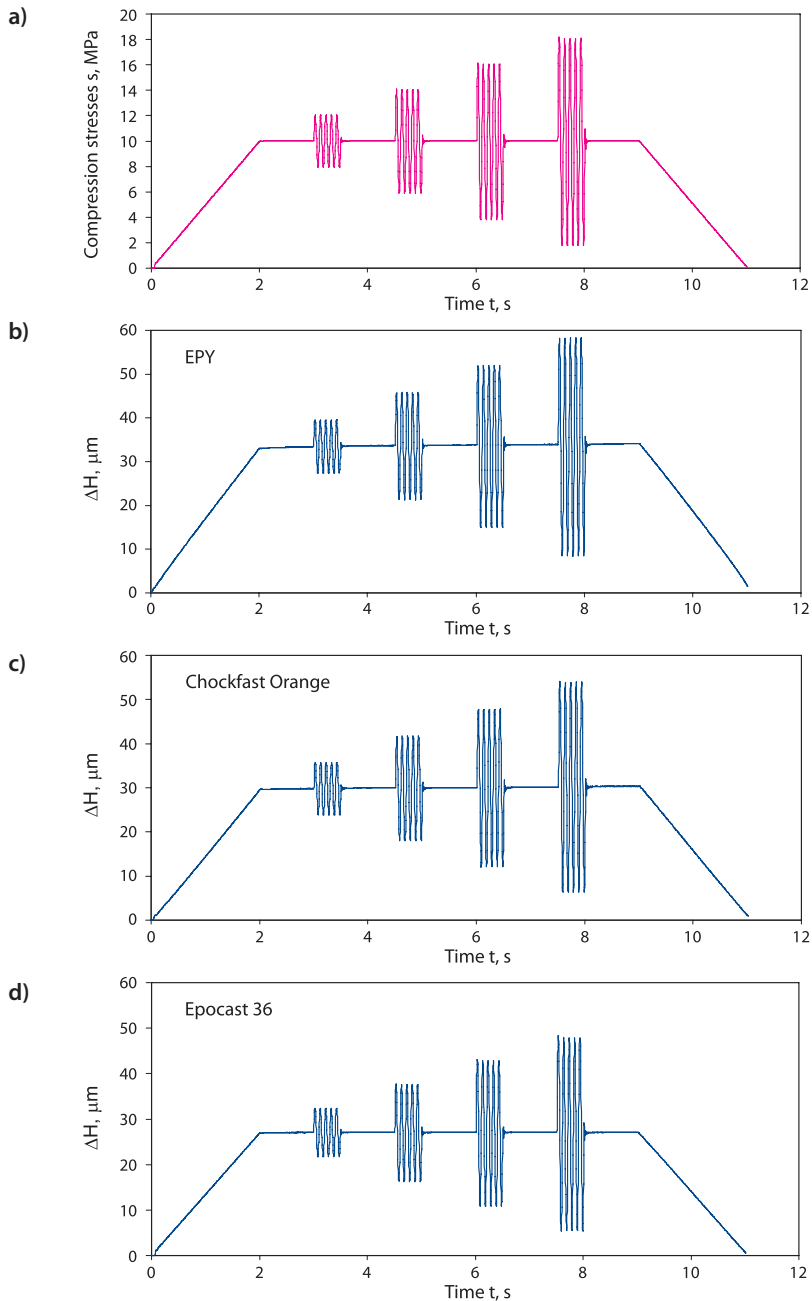 a)
Compression stresses s, MPa
20
18
16
14
12
10
8
6
4
2
0
0 2 4 6 8 10 12
Time t, s
b)
EPY
ΔH, μm
60
50
40
30
20
10
0
0 2 4 6 8 10 12
Time t, s
c)
Chockfast Orange
ΔH, μm
60
50
40
30
20
10
0
0 2 4 6 8 10 12
Time t, s
d)
Epocast 36
ΔH, μm
60
50
40
30
20
10
0
0 2 4 6 8 10 12
Time t, s